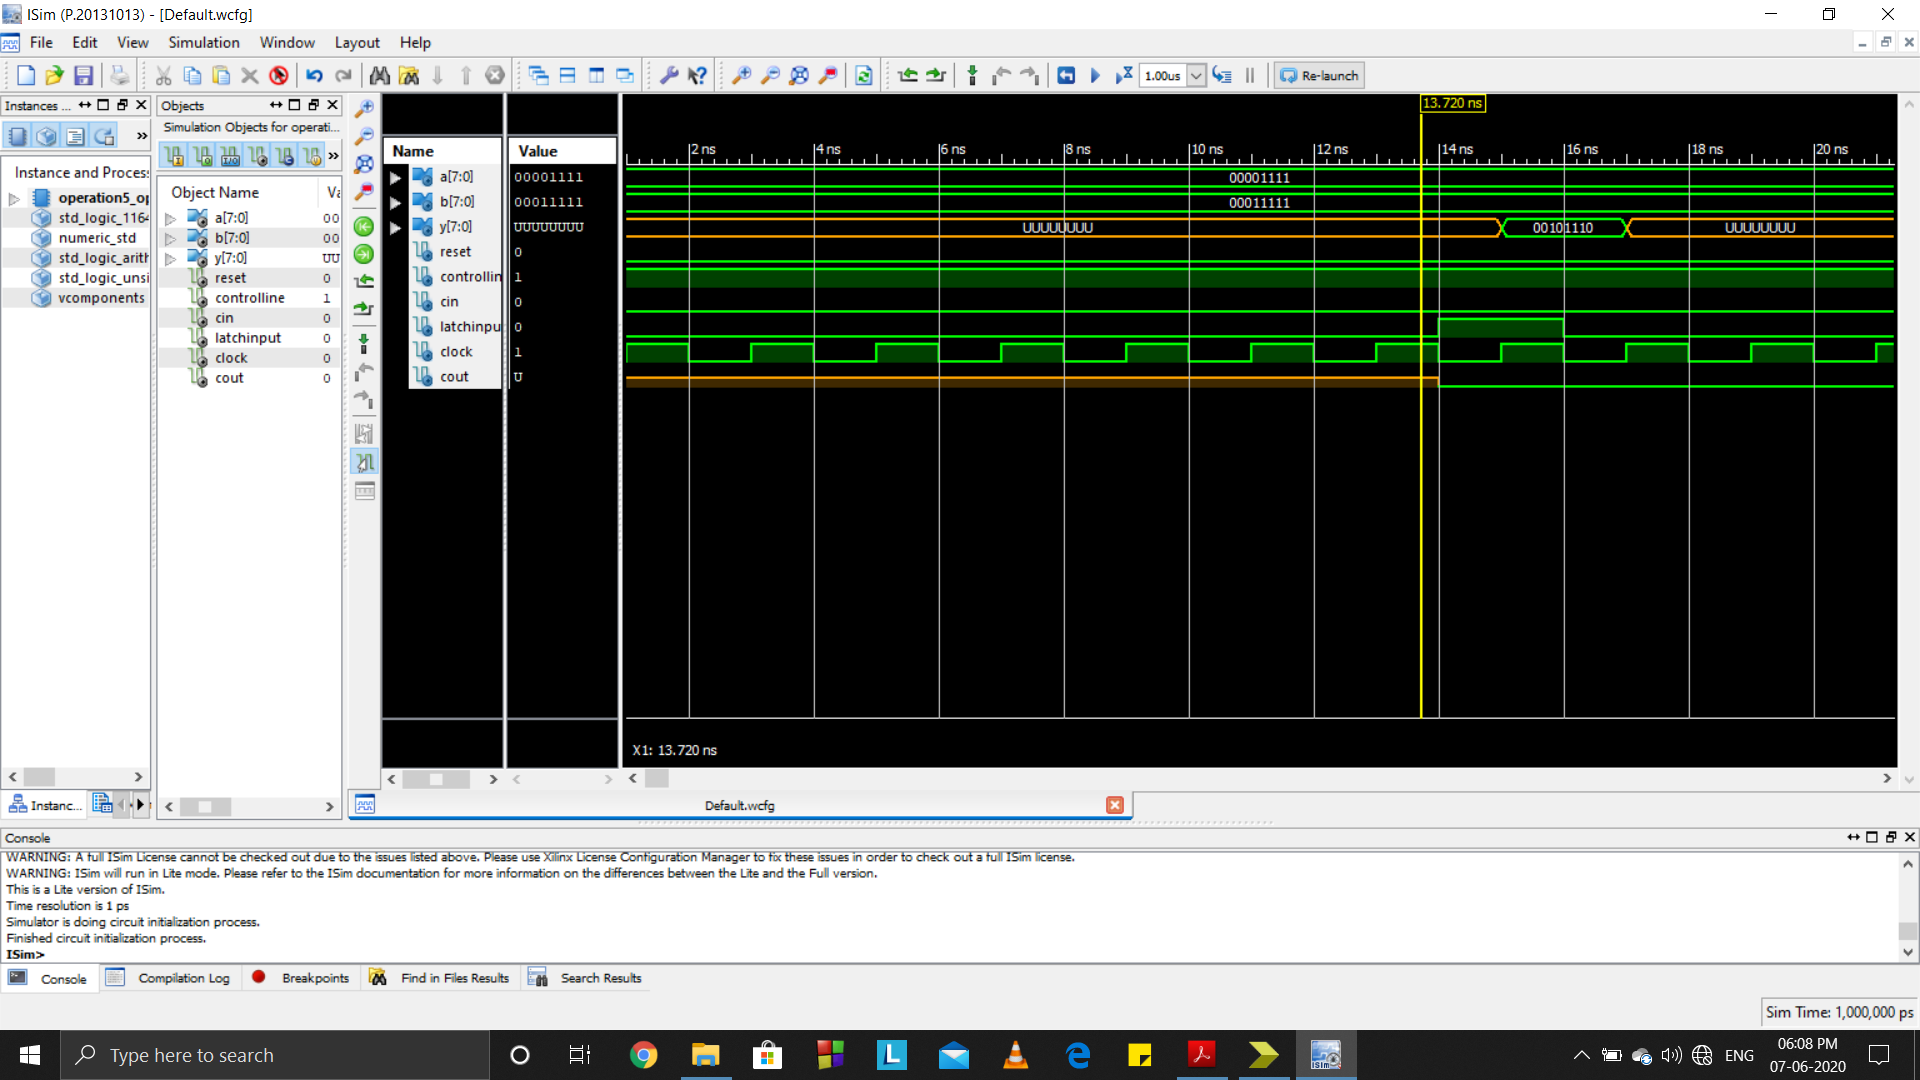 ISim (P.20131013) - [Default.wcfg]
File Edit View Simulation Window Layout Help
1.00us Re-launch
Instances ...
Objects
Simulation Objects for operati...
Instance and Process
operation5_op
std_logic_1164
numeric_std
std_logic_arith
std_logic_unsi
vcomponents
Object Name Va
a[7:0] 00
b[7:0] 00
y[7:0] UU
reset 0
controlline 1
cin 0
latchinput 0
clock 0
cout 0
Name Value
a[7:0] 00001111
b[7:0] 00011111
y[7:0] UUUUUUUU
reset 0
controllin 1
cin 0
latchinpu 0
clock 1
cout U
13.720 ns
2 ns 4 ns 6 ns 8 ns 10 ns 12 ns 14 ns 16 ns 18 ns 20 ns
00001111
00011111
UUUUUUUU 00101110 UUUUUUUU
X1: 13.720 ns
Instanc...
Default.wcfg
Console
WARNING: A full ISim License cannot be checked out due to the issues listed above. Please use Xilinx License Configuration Manager to fix these issues in order to check out a full ISim license.
WARNING: ISim will run in Lite mode. Please refer to the ISim documentation for more information on the differences between the Lite and the Full version.
This is a Lite version of ISim.
Time resolution is 1 ps
Simulator is doing circuit initialization process.
Finished circuit initialization process.
ISim>
Console Compilation Log Breakpoints Find in Files Results Search Results
Sim Time: 1,000,000 ps
Type here to search
ENG
06:08 PM
07-06-2020